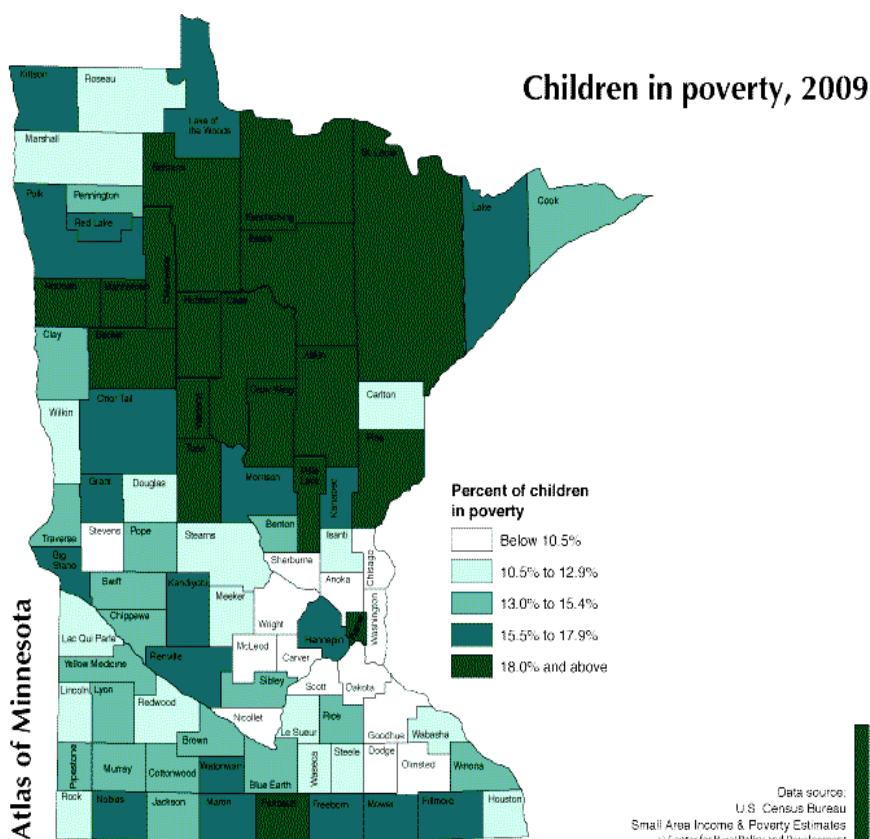 Children in poverty, 2009
Kittson
Roseau
Lake of
the Woods
Marshall
Beltrami
St. Louis
Polk
Pennington
Red Lake
Koochiching
Lake
Cook
Itasca
Clearwater
Norman
Mahnomen
Hubbard
Cass
Clay
Becker
Aitkin
Otter Tail
Wadena
Crow Wing
Carlton
Wilkin
Pine
Todd
Morrison
Mille
Lacs
Kanabec
Grant
Douglas
Percent of children
in poverty
Below 10.5%
10.5% to 12.9%
13.0% to 15.4%
15.5% to 17.9%
18.0% and above
Traverse
Stevens
Pope
Stearns
Benton
Isanti
Big
Stone
Sherburne
Chisago
Swift
Kandiyohi
Anoka
Meeker
Wright
Washington
Chippewa
Lac Qui Parle
Hennepin
McLeod
Carver
Renville
Yellow Medicine
Sibley
Scott
Dakota
Lincoln
Lyon
Redwood
Nicollet
Le Sueur
Rice
Goodhue
Wabasha
Brown
Pipestone
Murray
Cottonwood
Watonwan
Blue Earth
Waseca
Steele
Dodge
Olmsted
Winona
Rock
Nobles
Jackson
Martin
Faribault
Freeborn
Mower
Fillmore
Houston
Atlas of Minnesota
Data source:
U.S. Census Bureau
Small Area Income & Poverty Estimates